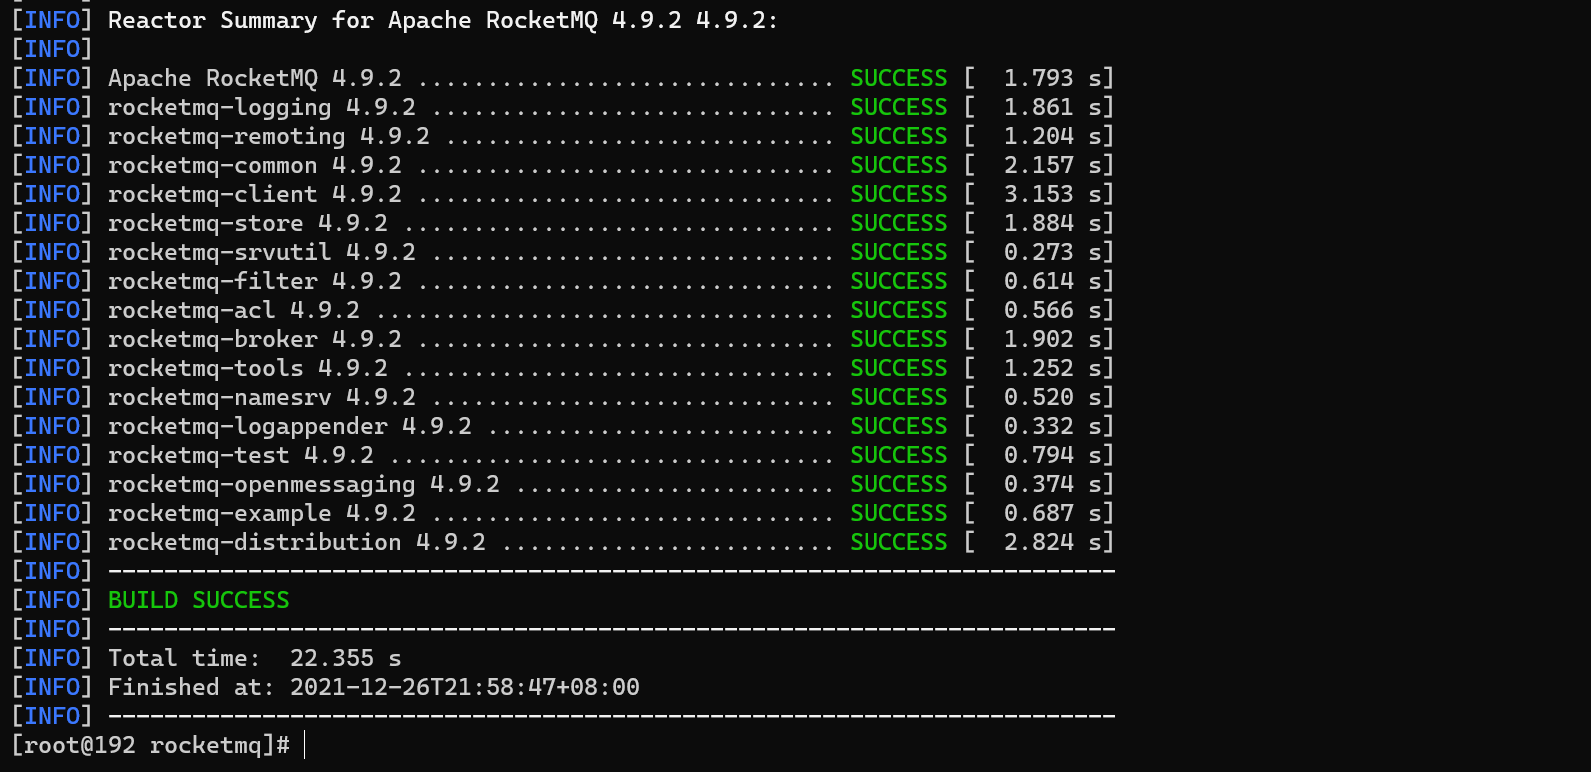 [INFO] Reactor Summary for Apache RocketMQ 4.9.2 4.9.2:
[INFO]
[INFO] Apache RocketMQ 4.9.2 .............................. SUCCESS [  1.793 s]
[INFO] rocketmq-logging 4.9.2 ............................. SUCCESS [  1.861 s]
[INFO] rocketmq-remoting 4.9.2 ............................ SUCCESS [  1.204 s]
[INFO] rocketmq-common 4.9.2 .............................. SUCCESS [  2.157 s]
[INFO] rocketmq-client 4.9.2 .............................. SUCCESS [  3.153 s]
[INFO] rocketmq-store 4.9.2 ............................... SUCCESS [  1.884 s]
[INFO] rocketmq-srvutil 4.9.2 ............................. SUCCESS [  0.273 s]
[INFO] rocketmq-filter 4.9.2 .............................. SUCCESS [  0.614 s]
[INFO] rocketmq-acl 4.9.2 ................................. SUCCESS [  0.566 s]
[INFO] rocketmq-broker 4.9.2 .............................. SUCCESS [  1.902 s]
[INFO] rocketmq-tools 4.9.2 ............................... SUCCESS [  1.252 s]
[INFO] rocketmq-namesrv 4.9.2 ............................. SUCCESS [  0.520 s]
[INFO] rocketmq-logappender 4.9.2 ......................... SUCCESS [  0.332 s]
[INFO] rocketmq-test 4.9.2 ................................ SUCCESS [  0.794 s]
[INFO] rocketmq-openmessaging 4.9.2 ....................... SUCCESS [  0.374 s]
[INFO] rocketmq-example 4.9.2 ............................. SUCCESS [  0.687 s]
[INFO] rocketmq-distribution 4.9.2 ........................ SUCCESS [  2.824 s]
[INFO] ------------------------------------------------------------------------
[INFO] BUILD SUCCESS
[INFO] ------------------------------------------------------------------------
[INFO] Total time:  22.355 s
[INFO] Finished at: 2021-12-26T21:58:47+08:00
[INFO] ------------------------------------------------------------------------
[root@192 rocketmq]#